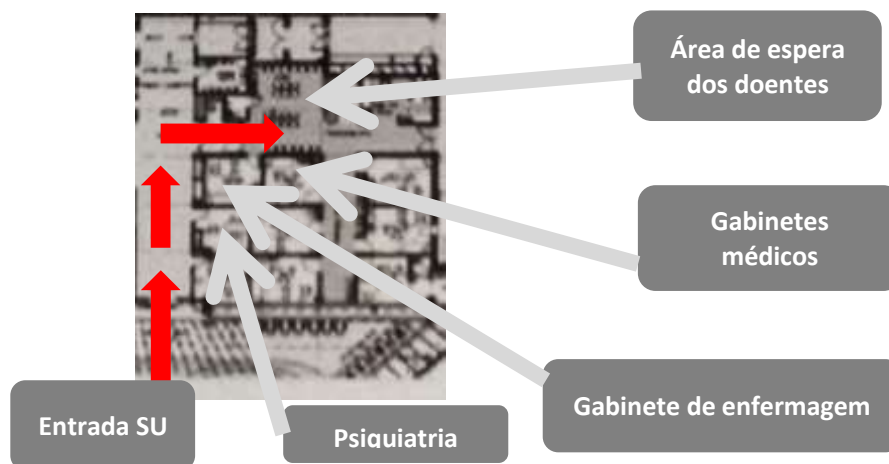 Área de espera
dos doentes
Gabinetes
médicos
Gabinete de enfermagem
Entrada SU
Psiquiatria